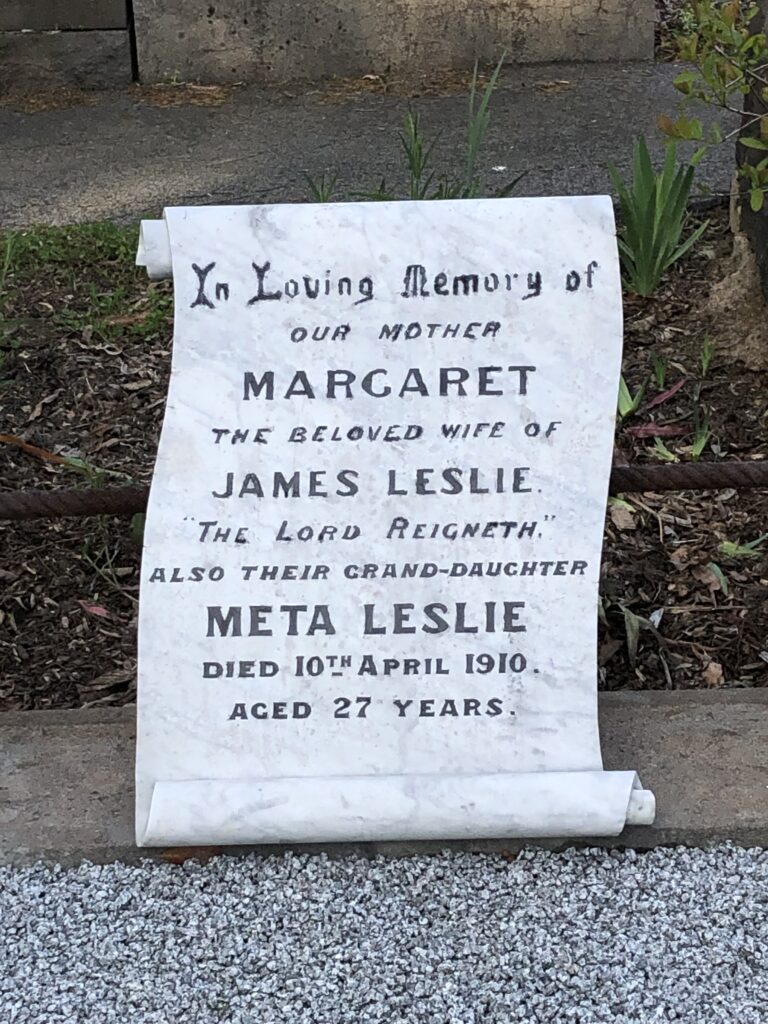 In Loving Memory of
OUR MOTHER
MARGARET
THE BELOVED WIFE OF
JAMES LESLIE.
"THE LORD REIGNETH."
ALSO THEIR GRAND-DAUGHTER
META LESLIE
DIED 10TH APRIL 1910.
AGED 27 YEARS.